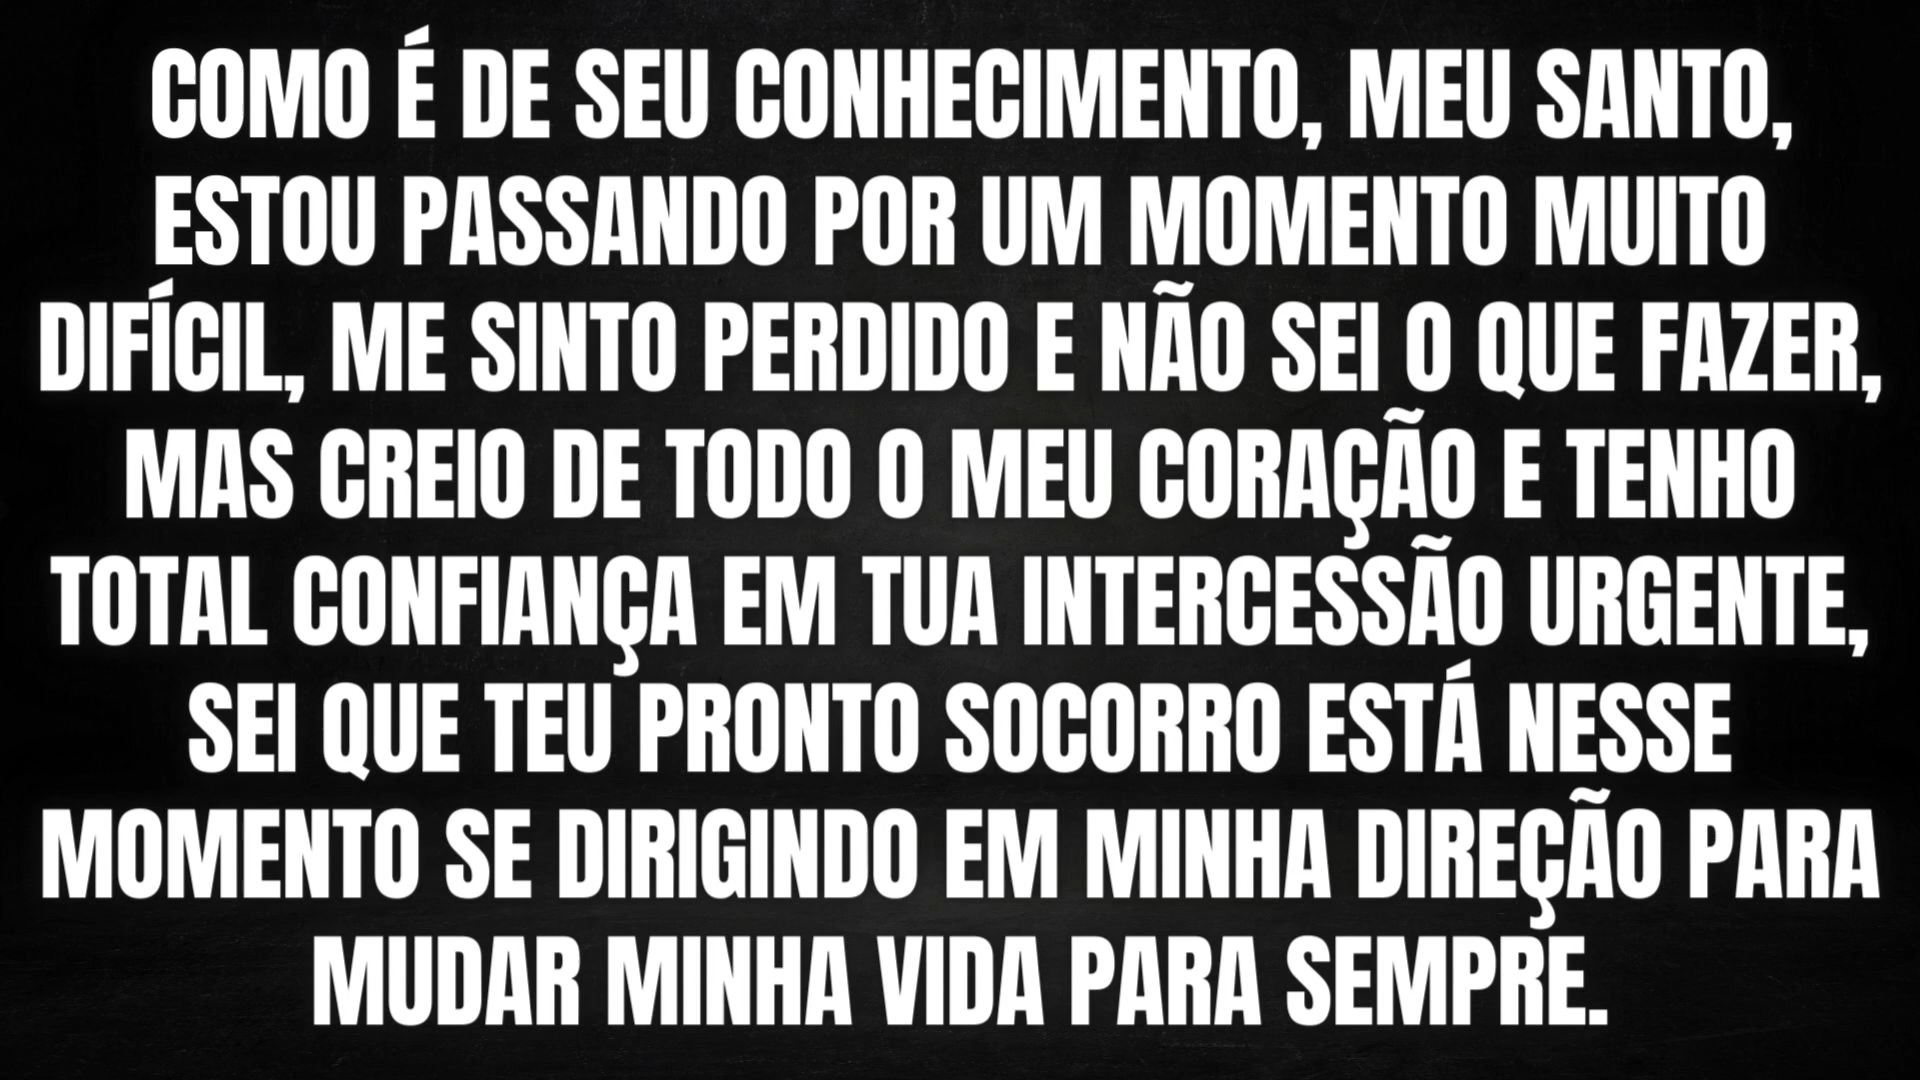 COMO É DE SEU CONHECIMENTO, MEU SANTO,
ESTOU PASSANDO POR UM MOMENTO MUITO
DIFÍCIL, ME SINTO PERDIDO E NÃO SEI O QUE FAZER,
MAS CREIO DE TODO O MEU CORAÇÃO E TENHO
TOTAL CONFIANÇA EM TUA INTERCESSÃO URGENTE,
SEI QUE TEU PRONTO SOCORRO ESTÁ NESSE
MOMENTO SE DIRIGINDO EM MINHA DIREÇÃO PARA
MUDAR MINHA VIDA PARA SEMPRE.